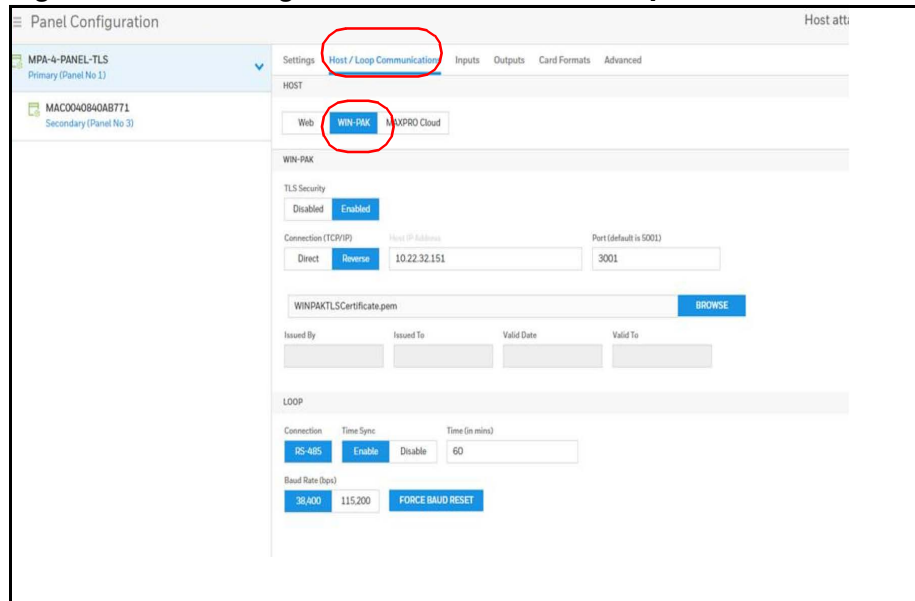 Panel Configuration
Host atta
MPA-4-PANEL-TLS
Primary (Panel No 1)
MAC0040840AB771
Secondary (Panel No 3)
Settings Host / Loop Communications Inputs Outputs Card Formats Advanced
HOST
Web WIN-PAK MAXPRO Cloud
WIN-PAK
TLS Security
Disabled Enabled
Connection (TCP/IP) Host IP Address Port (default is 5001)
Direct Reverse 10.22.32.151 3001
WINPAKTLSCertificate.pem BROWSE
Issued By Issued To Valid Date Valid To
LOOP
Connection Time Sync Time (in mins)
RS-485 Enable Disable 60
Baud Rate (bps)
38,400 115,200 FORCE BAUD RESET